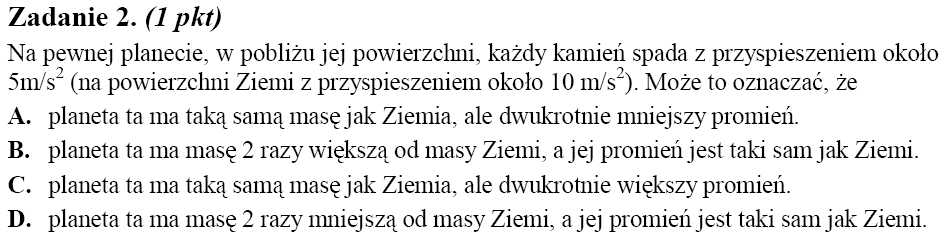 Zadanie 2. (1 pkt)
Na pewnej planecie, w pobliżu jej powierzchni, każdy kamień spada z przyspieszeniem około
5m/s² (na powierzchni Ziemi z przyspieszeniem około 10 m/s²). Może to oznaczać, że
A. planeta ta ma taką samą masę jak Ziemia, ale dwukrotnie mniejszy promień.
B. planeta ta ma masę 2 razy większą od masy Ziemi, a jej promień jest taki sam jak Ziemi.
C. planeta ta ma taką samą masę jak Ziemia, ale dwukrotnie większy promień.
D. planeta ta ma masę 2 razy mniejszą od masy Ziemi, a jej promień jest taki sam jak Ziemi.